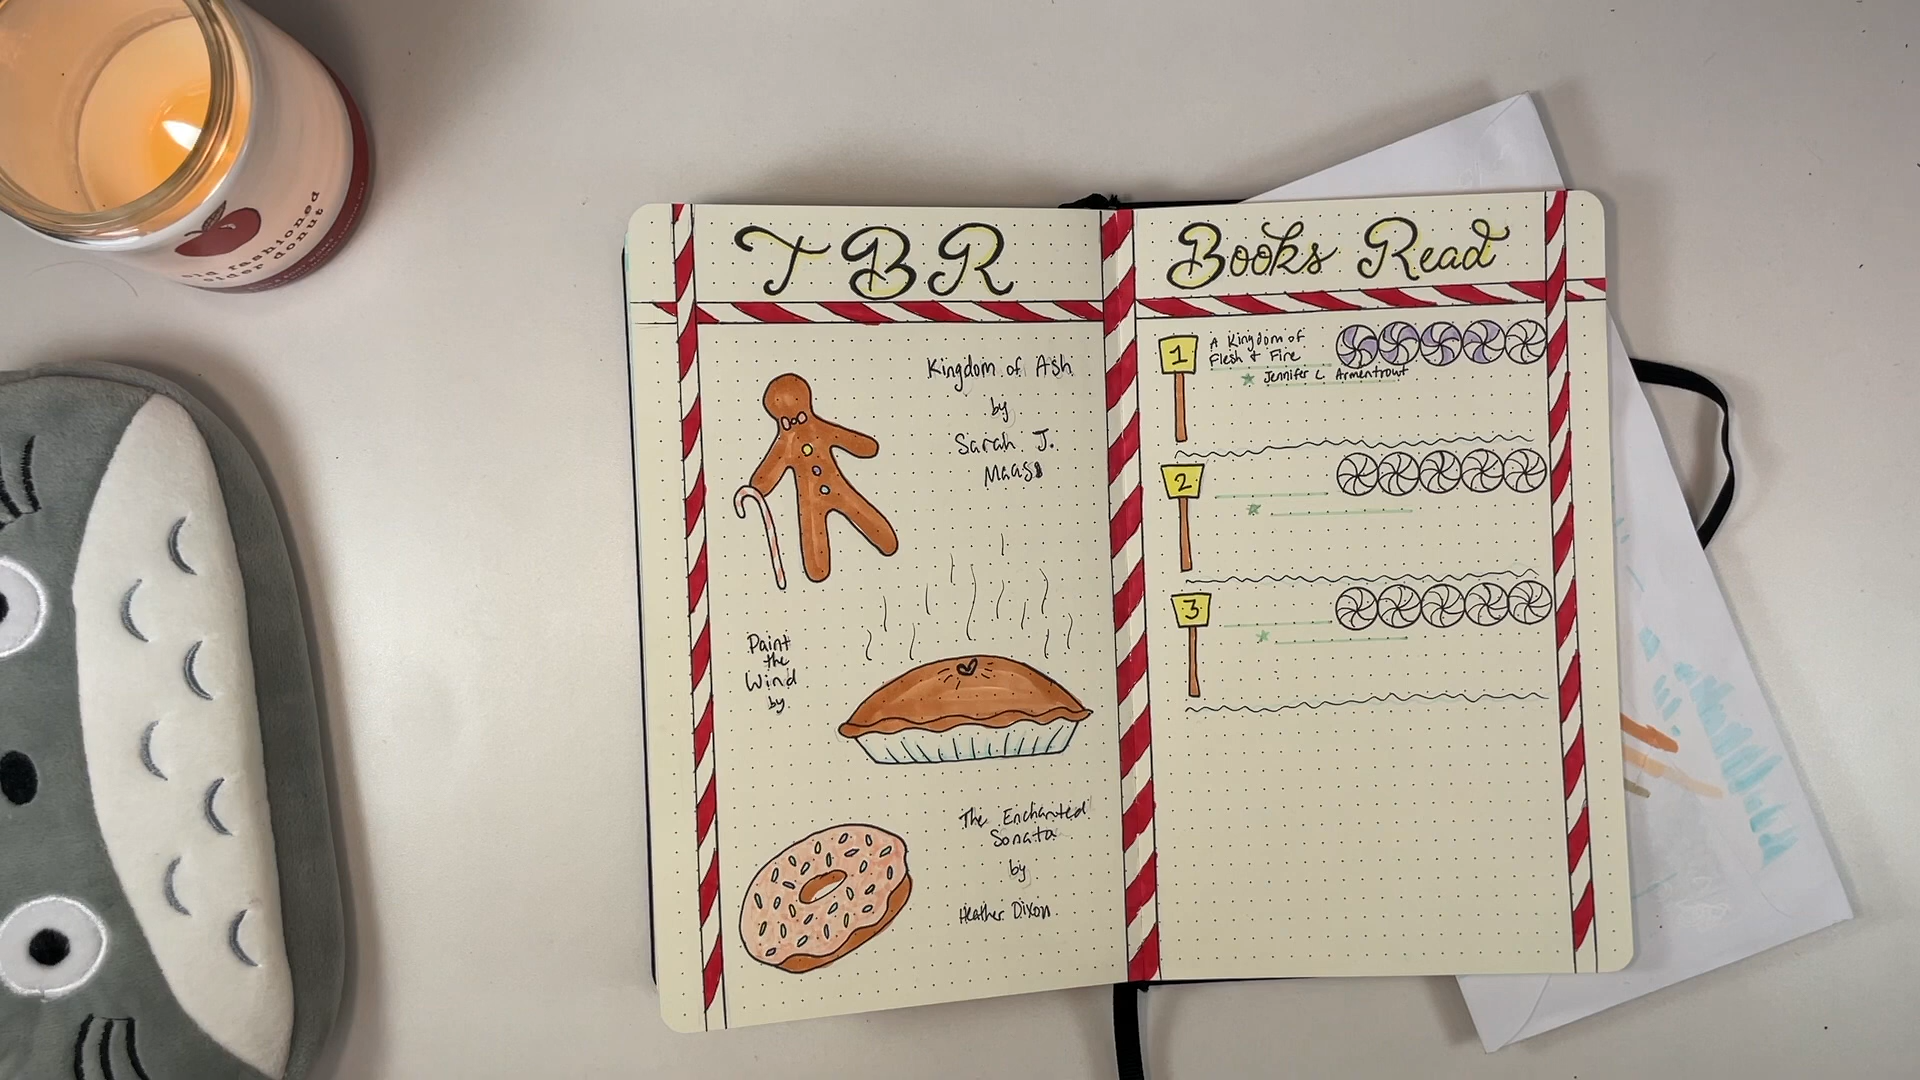 old fashioned
cider donut
TBR
Kingdom of Ash
by
Sarah J.
Maas
Paint
the
Wind
by
The Enchanted
Sonata
by
Heather Dixon
Books Read
1
A Kingdom of
Flesh & Fire
Jennifer L Armentrout
2
3